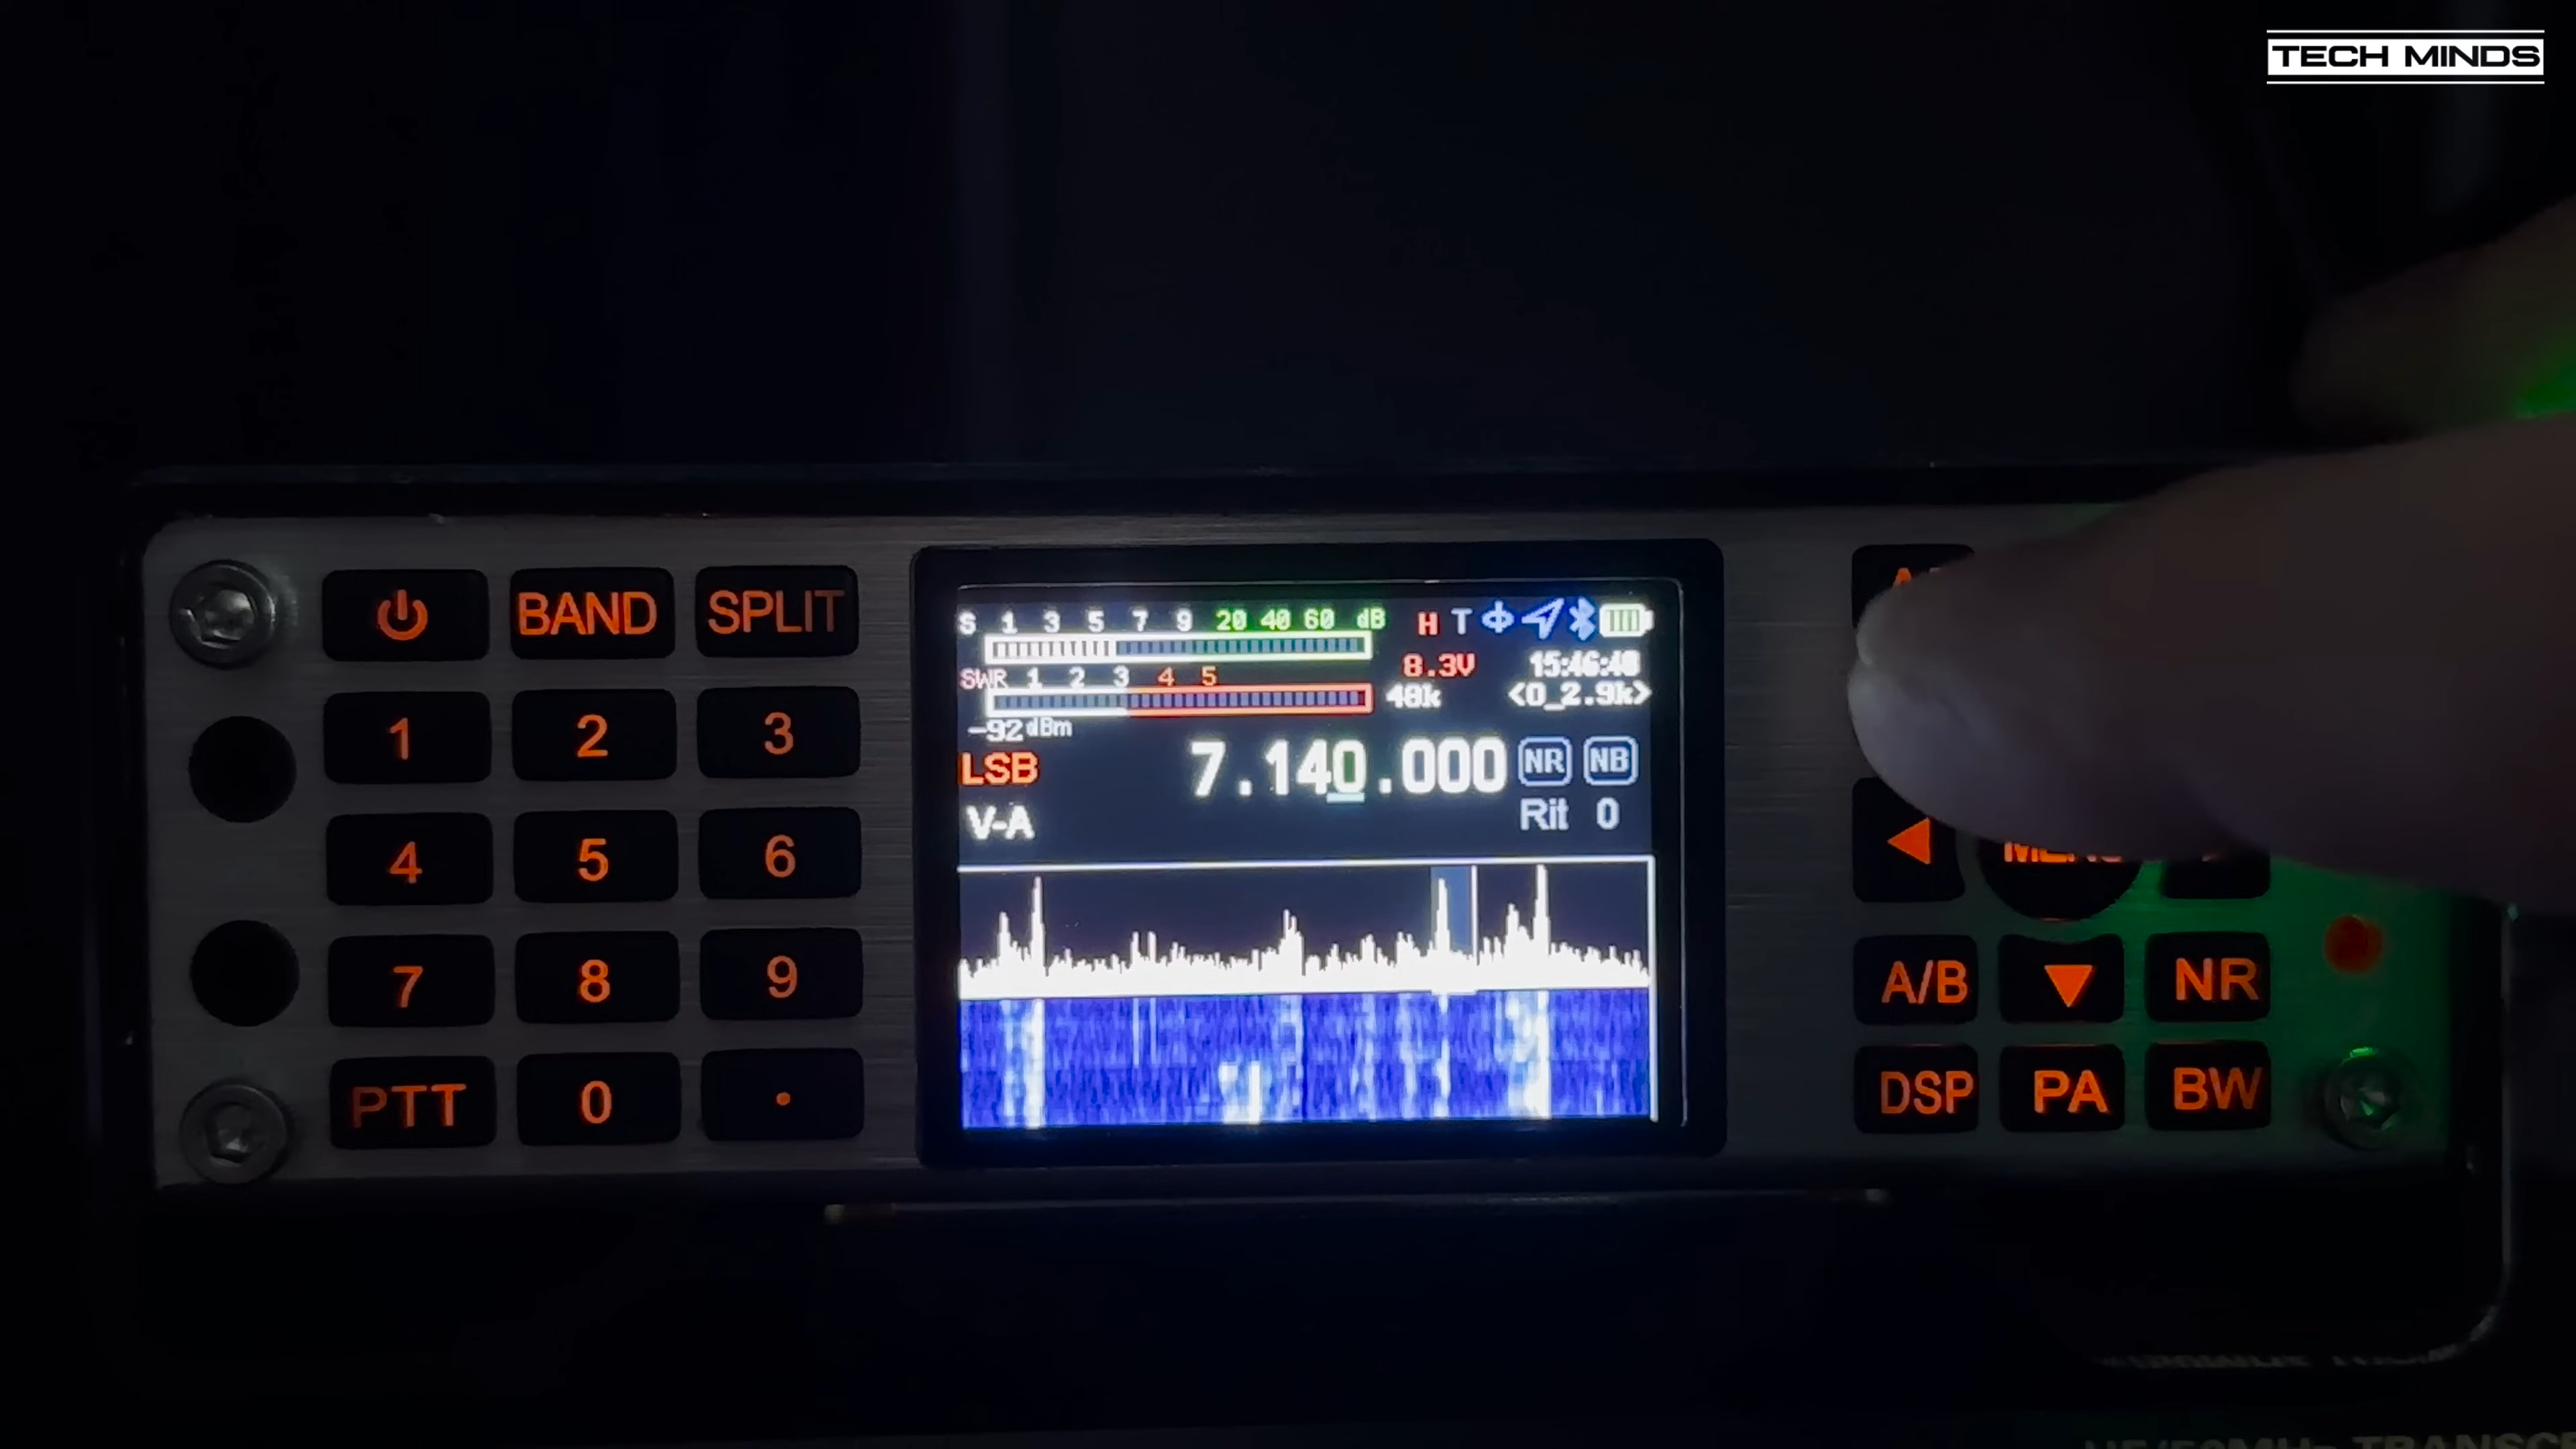 TECH MINDS
BAND SPLIT
1 2 3
4 5 6
7 8 9
PTT 0 .
S 1 3 5 7 9 20 40 60 dB H T
8.3V 15:46:48
SWR 1 2 3 4 5
48k <0_2.9k>
-92dBm
LSB 7.140.000 NR NB
V-A Rit 0
A/B NR
DSP PA BW